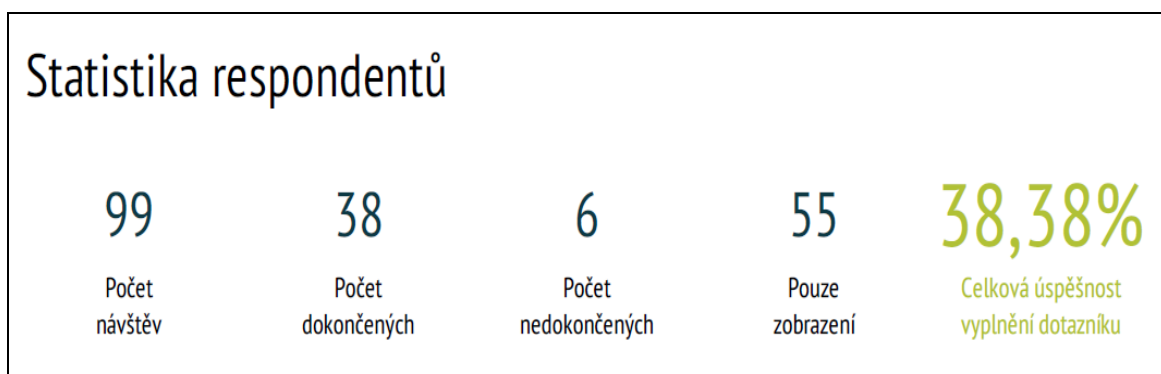 Statistika respondentů
99
Počet
návštěv
38
Počet
dokončených
6
Počet
nedokončených
55
Pouze
zobrazení
38,38%
Celková úspěšnost
vyplnění dotazníku